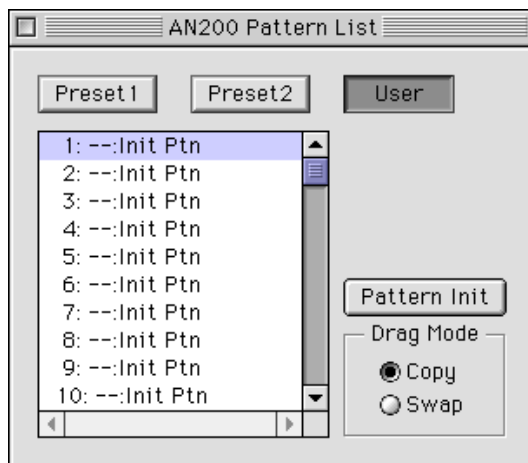 AN200 Pattern List
Preset1 Preset2 User
1: --:Init Ptn
2: --:Init Ptn
3: --:Init Ptn
4: --:Init Ptn
5: --:Init Ptn
6: --:Init Ptn
7: --:Init Ptn
8: --:Init Ptn
9: --:Init Ptn
10: --:Init Ptn
Pattern Init
Drag Mode
Copy
Swap